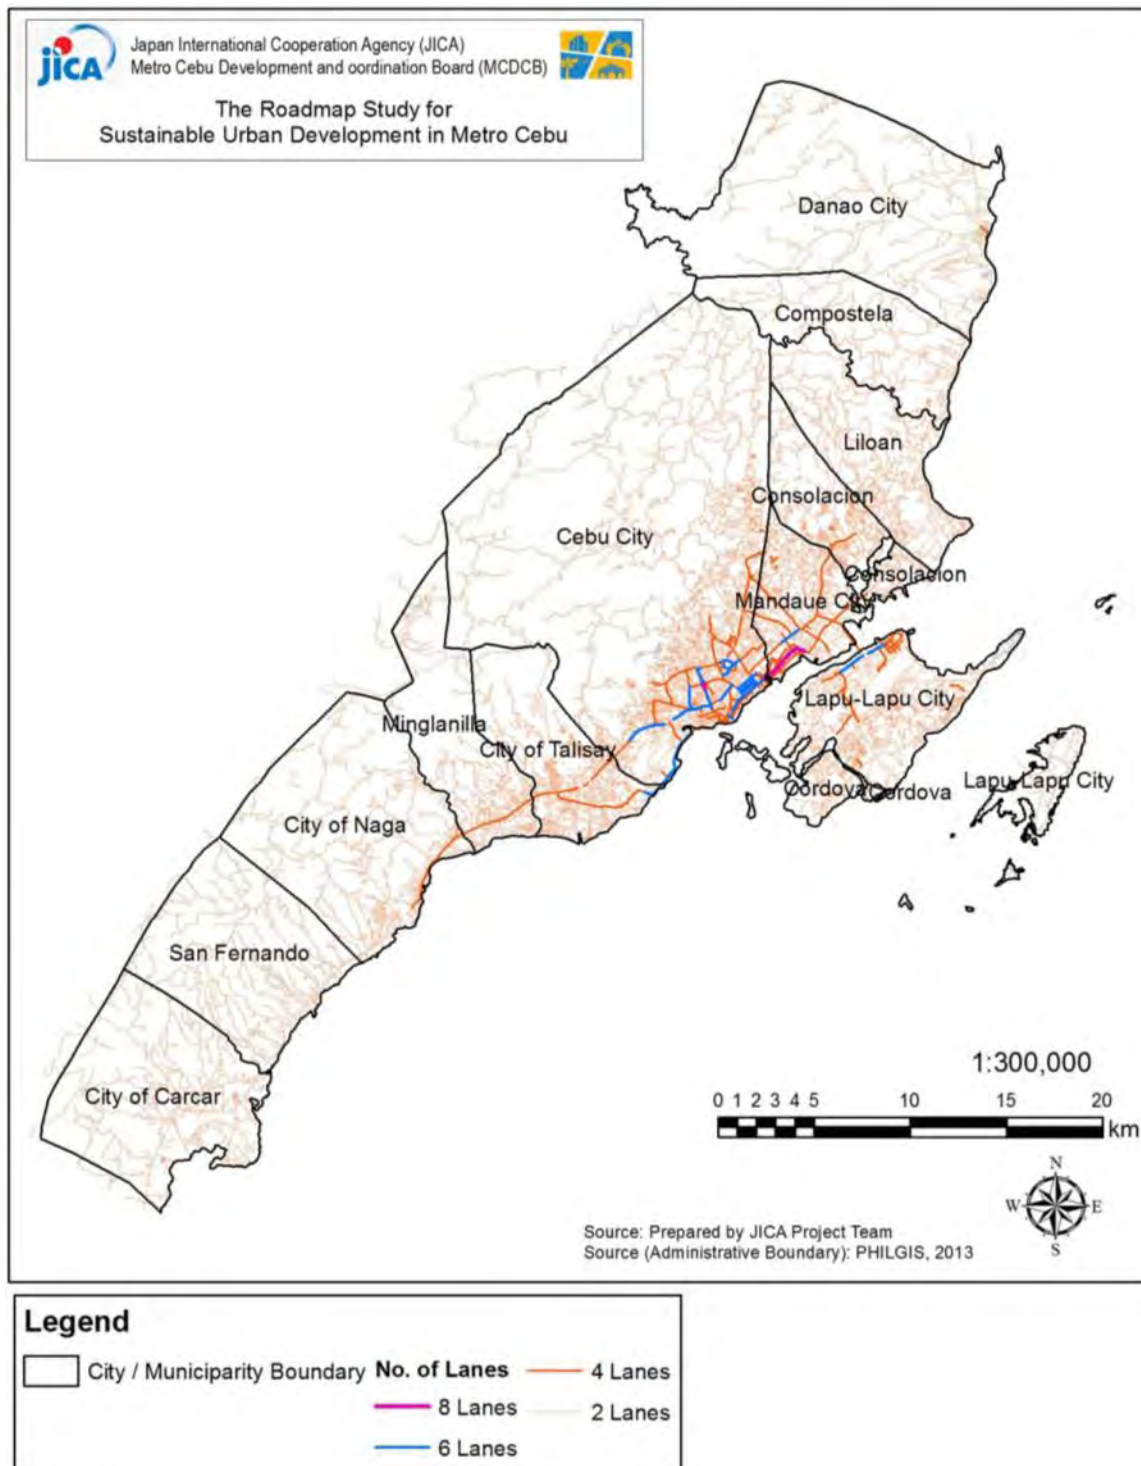 JICA
Japan International Cooperation Agency (JICA)
Metro Cebu Development and oordination Board (MCDCB)
The Roadmap Study for
Sustainable Urban Development in Metro Cebu
Danao City
Compostela
Liloan
Consolacion
Cebu City
Consolacion
Mandaue City
Lapu-Lapu City
Minglanilla
City of Talisay
Cordova
Cordova
Lapu-Lapu City
City of Naga
San Fernando
City of Carcar
1:300,000
0 1 2 3 4 5 10 15 20
km
N
W E
S
Source: Prepared by JICA Project Team
Source (Administrative Boundary): PHILGIS, 2013
Legend
City / Municiparity Boundary
No. of Lanes
8 Lanes
6 Lanes
4 Lanes
2 Lanes